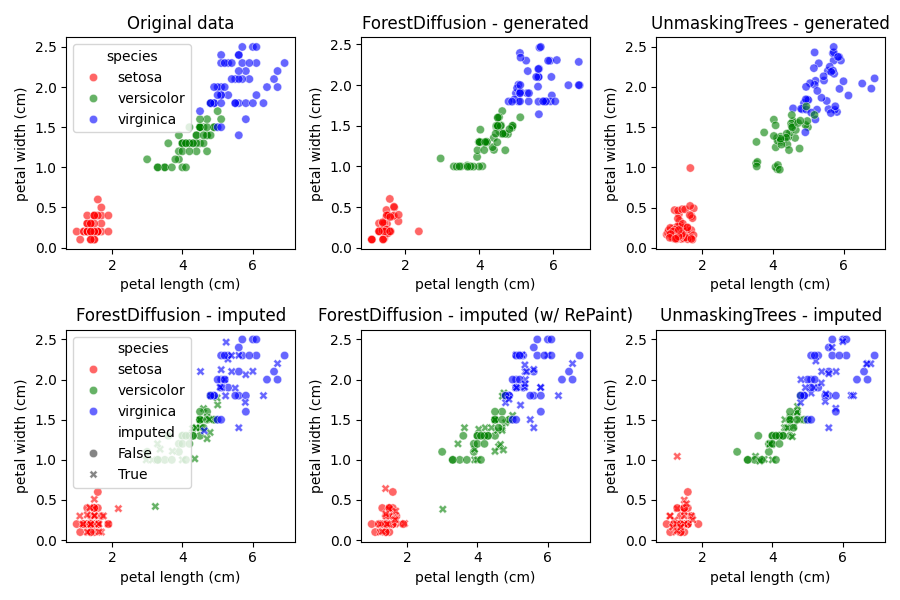 Original data
ForestDiffusion - generated
UnmaskingTrees - generated
2.5
2.0
1.5
1.0
0.5
0.0
petal width (cm)
species
setosa
versicolor
virginica
2
4
6
petal length (cm)
2.5
2.0
1.5
1.0
0.5
0.0
petal width (cm)
2
4
6
petal length (cm)
2.5
2.0
1.5
1.0
0.5
0.0
petal width (cm)
2
4
6
petal length (cm)
ForestDiffusion - imputed
ForestDiffusion - imputed (w/ RePaint)
UnmaskingTrees - imputed
2.5
2.0
1.5
1.0
0.5
0.0
petal width (cm)
species
setosa
versicolor
virginica
imputed
False
True
2
4
6
petal length (cm)
2.5
2.0
1.5
1.0
0.5
0.0
petal width (cm)
2
4
6
petal length (cm)
2.5
2.0
1.5
1.0
0.5
0.0
petal width (cm)
2
4
6
petal length (cm)